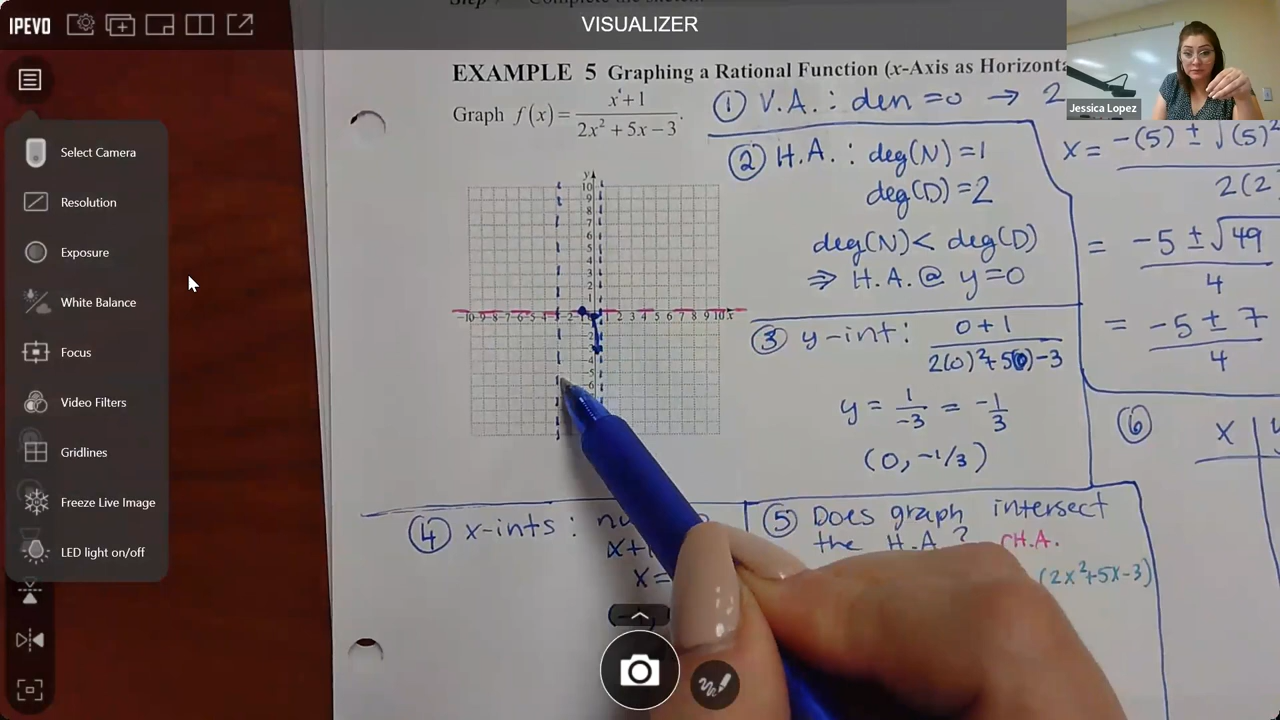 IPEVO
VISUALIZER
Jessica Lopez
Select Camera
Resolution
Exposure
White Balance
Focus
Video Filters
Gridlines
Freeze Live Image
LED light on/off
EXAMPLE 5 Graphing a Rational Function (x-Axis as Horizonta
Graph f(x) = x+1 / 2x² + 5x − 3 .
① V.A. : den = 0 → 2
② H.A. : deg(N) = 1
deg(D) = 2
deg(N) < deg(D)
⇒ H.A. @ y = 0
x = -(5) ± √(5)²
2(2
= -5 ± √49
4
= -5 ± 7
4
③ y-int : 0+1
2(0)²+5(0)-3
y = 1/-3 = -1/3
(0, -1/3)
④ x-ints :
x+
x=
⑤ Does graph intersect
the H.A.? H.A.
(2x²+5x-3)
⑥ x